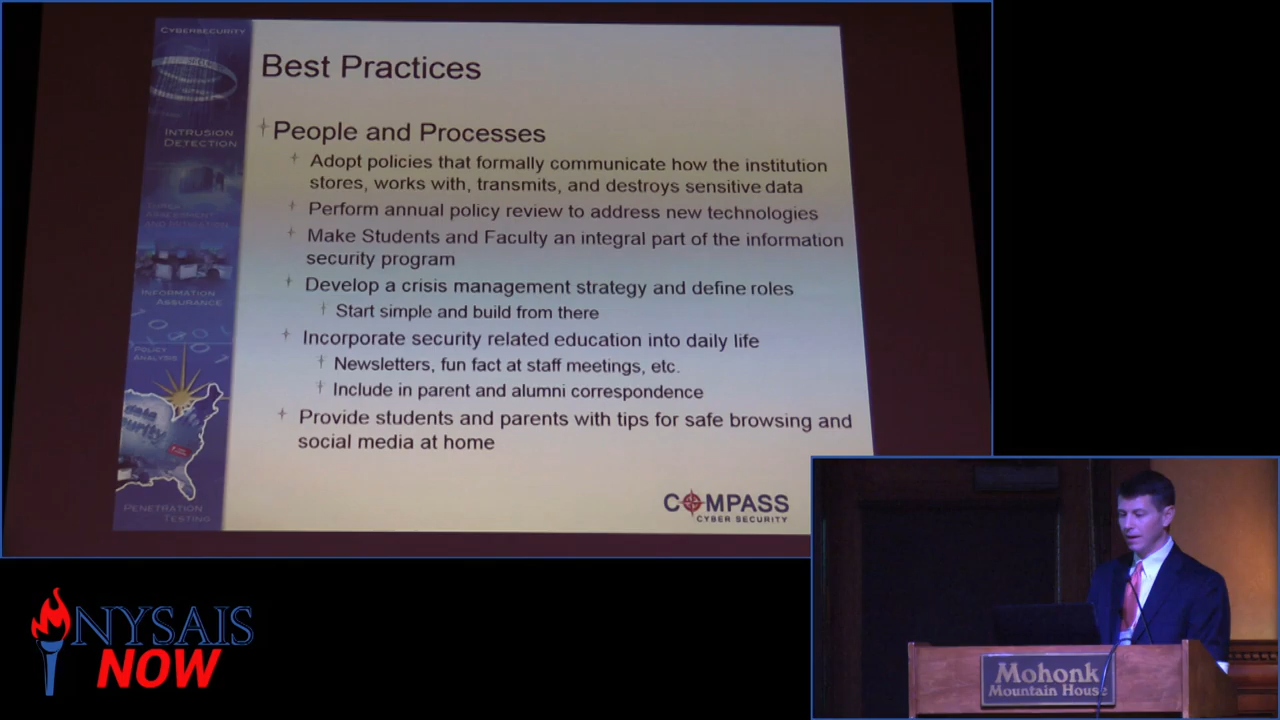 CYBERSECURITY
Best Practices
INTRUSION
DETECTION
People and Processes
Adopt policies that formally communicate how the institution
stores, works with, transmits, and destroys sensitive data
Perform annual policy review to address new technologies
Make Students and Faculty an integral part of the information
security program
Develop a crisis management strategy and define roles
Start simple and build from there
Incorporate security related education into daily life
Newsletters, fun fact at staff meetings, etc.
Include in parent and alumni correspondence
Provide students and parents with tips for safe browsing and
social media at home
ASSESSMENT
AND MITIGATION
INFORMATION
ASSURANCE
POLICY
ANALYSIS
data
security
PENETRATION
TESTING
COMPASS
CYBER SECURITY
NYSAIS
NOW
Mohonk
Mountain House